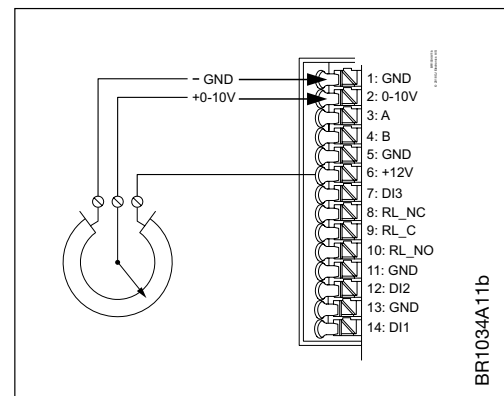 – GND
+0-10V
1: GND
2: 0-10V
3: A
4: B
5: GND
6: +12V
7: DI3
8: RL_NC
9: RL_C
10: RL_NO
11: GND
12: DI2
13: GND
14: DI1
BR1034A11b